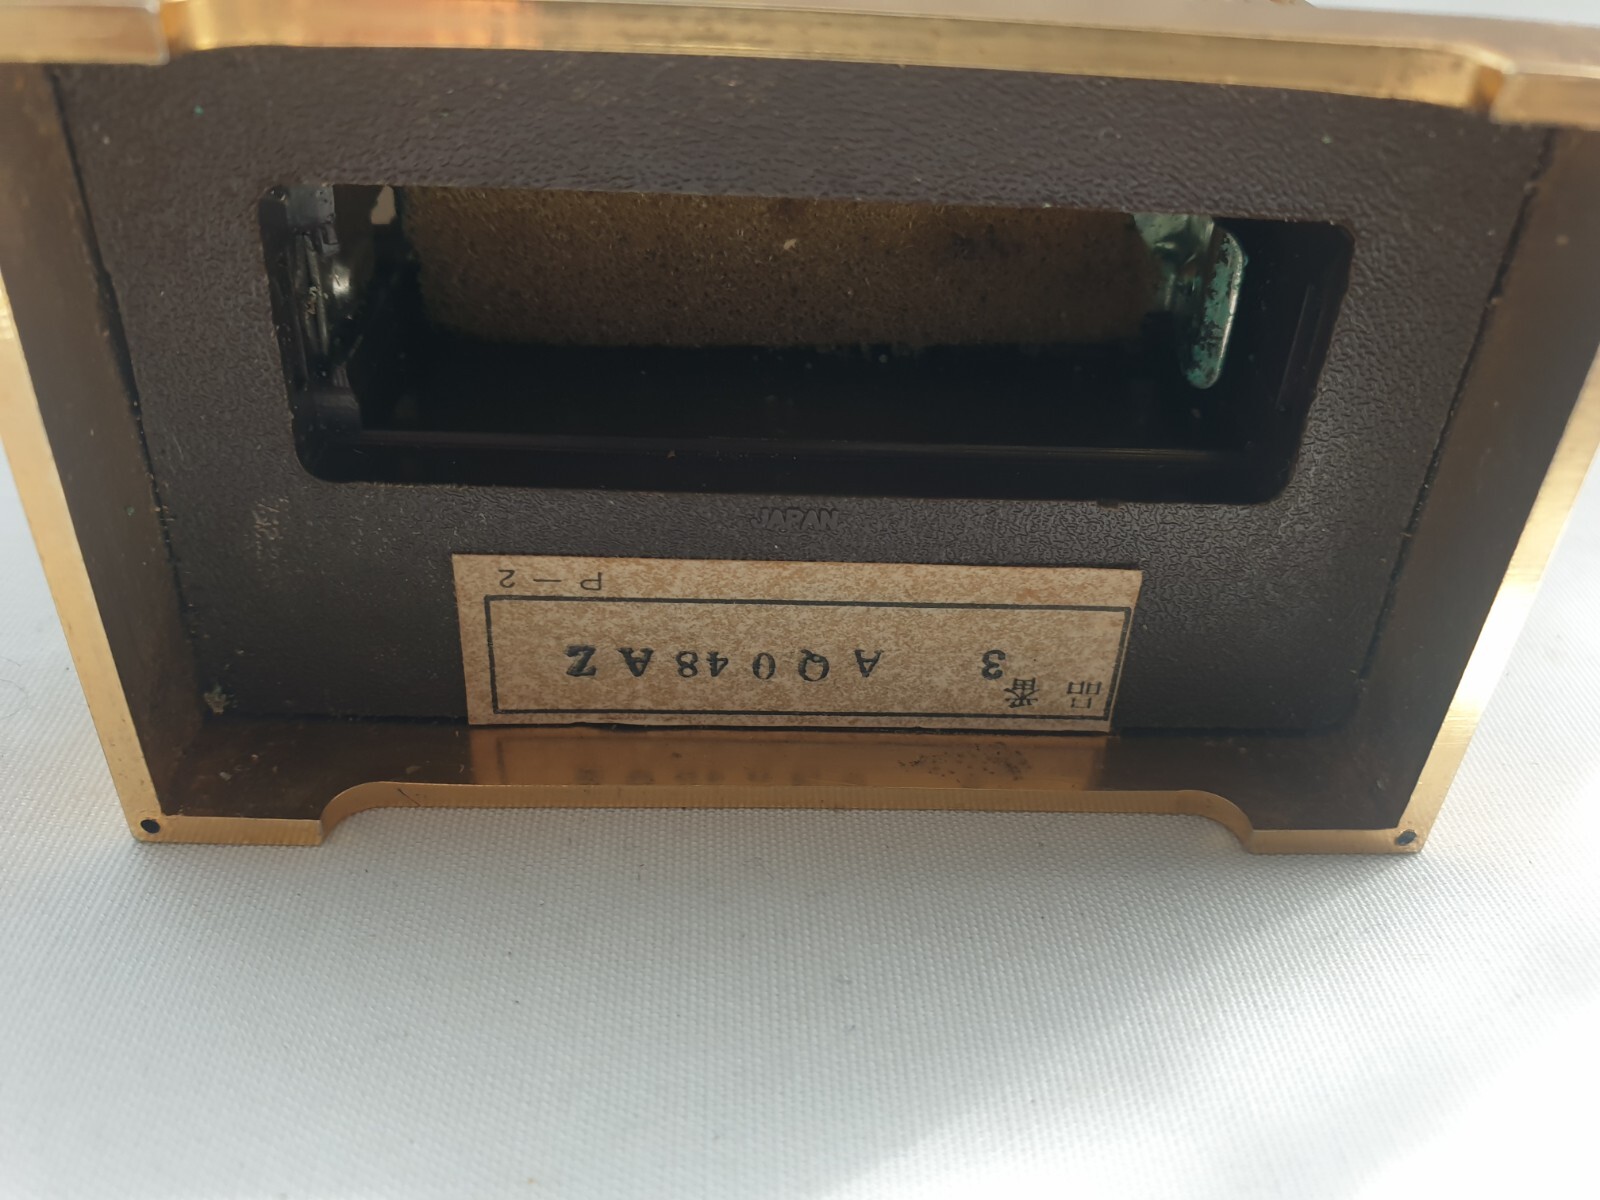 JAPAN
品番 3 AQ048AZ
P-2